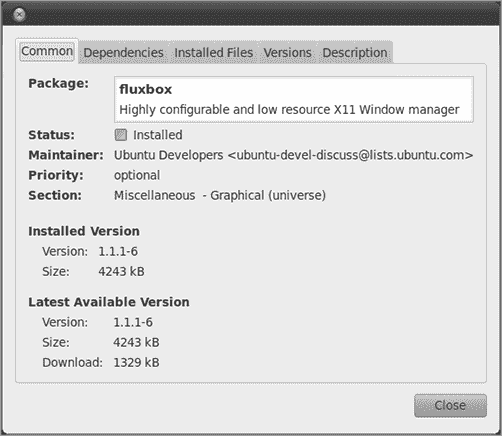 Common Dependencies Installed Files Versions Description
Package: fluxbox
Highly configurable and low resource X11 Window manager
Status: Installed
Maintainer: Ubuntu Developers <ubuntu-devel-discuss@lists.ubuntu.com>
Priority: optional
Section: Miscellaneous - Graphical (universe)
Installed Version
Version: 1.1.1-6
Size: 4243 kB
Latest Available Version
Version: 1.1.1-6
Size: 4243 kB
Download: 1329 kB
Close